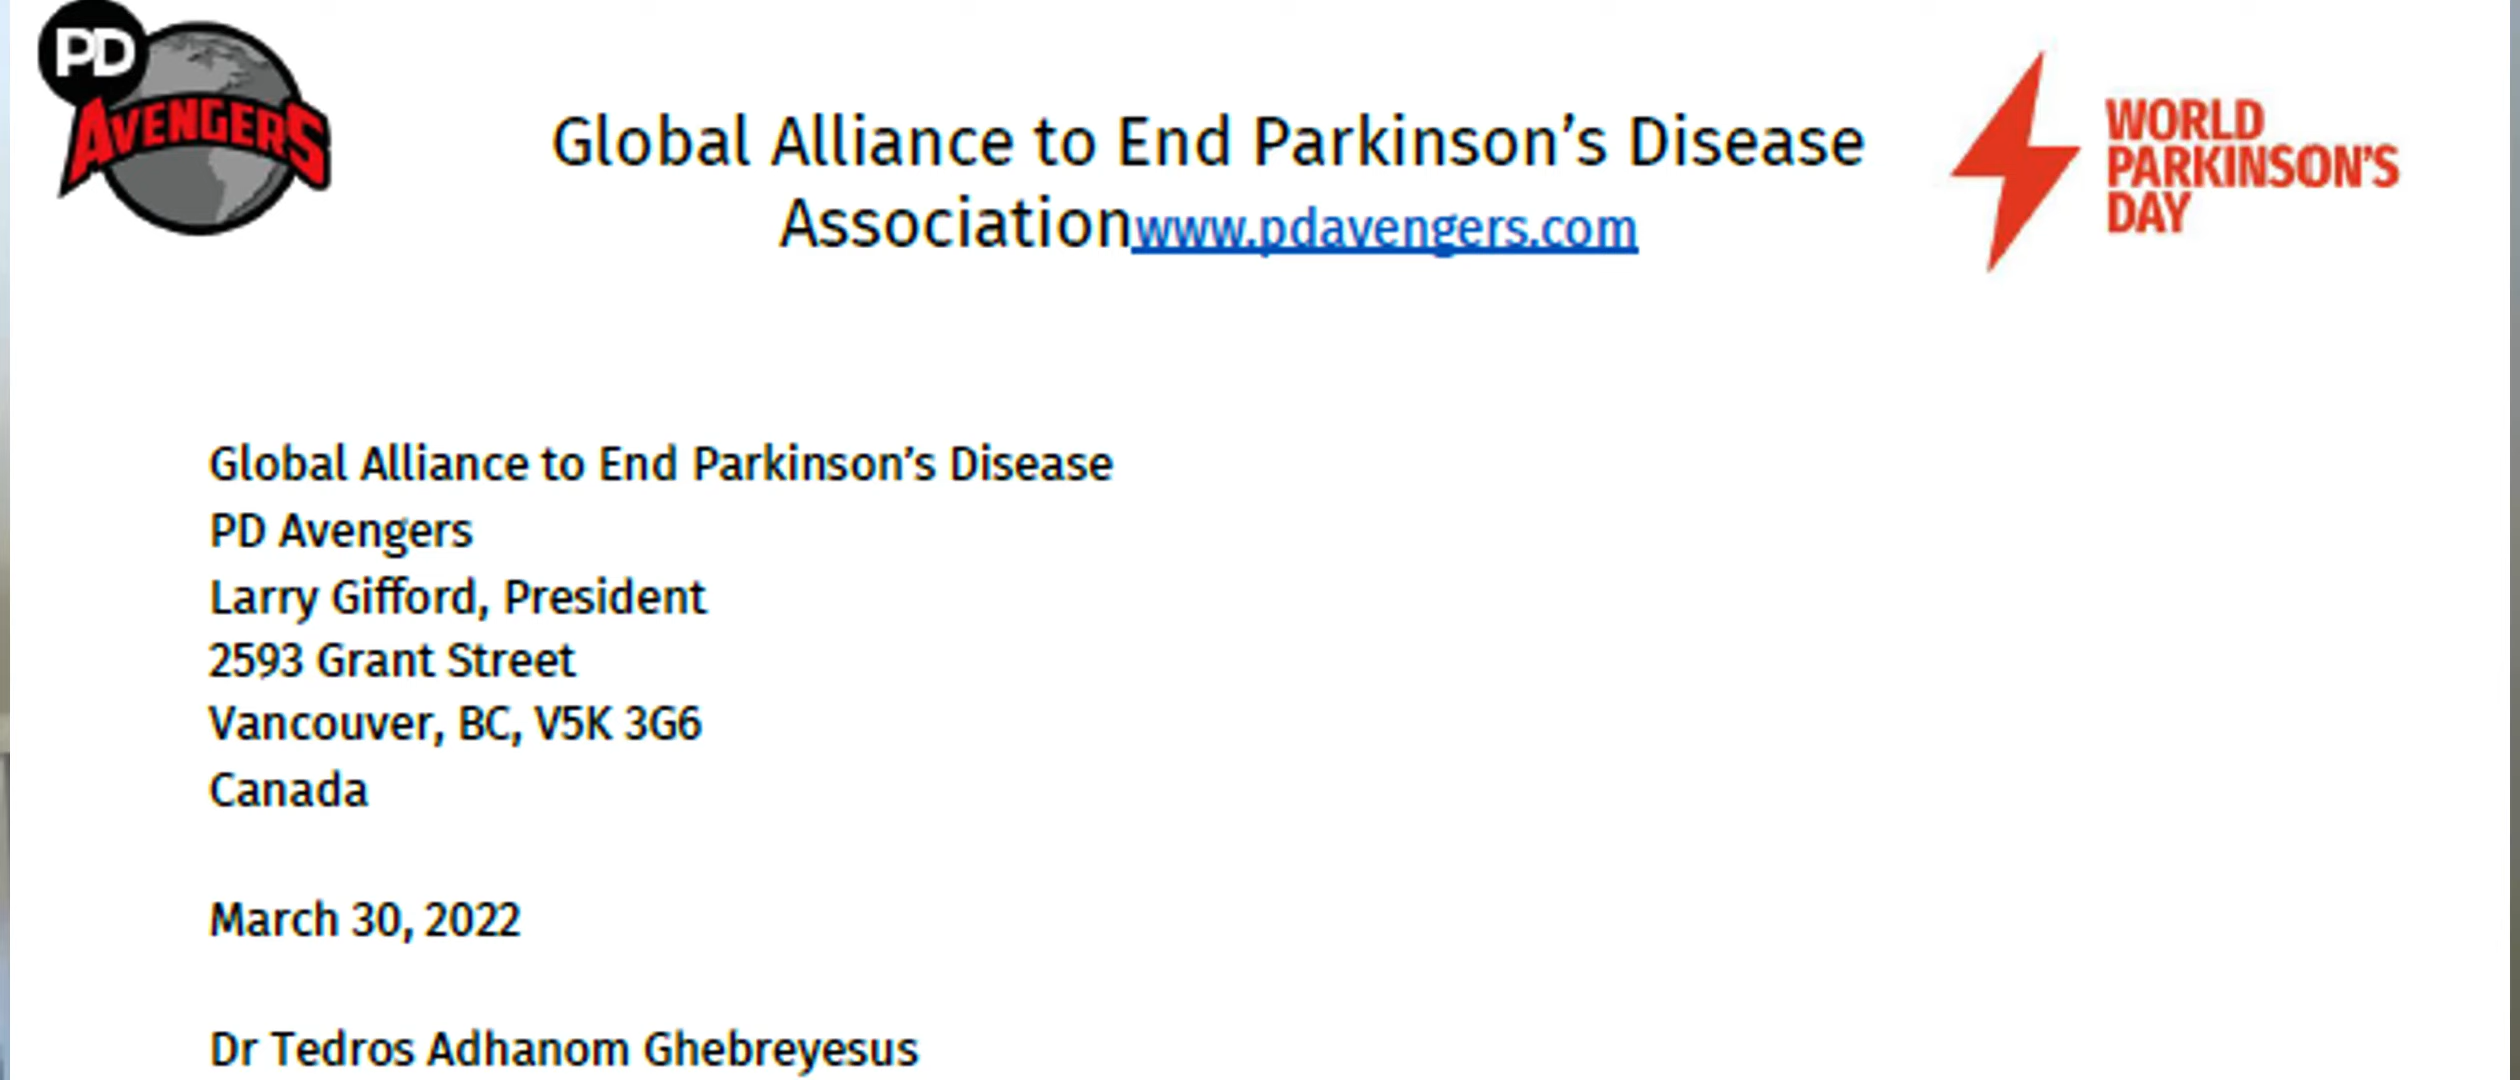 PD
AVENGERS
Global Alliance to End Parkinson’s Disease
Associationwww.pdavengers.com
WORLD
PARKINSON’S
DAY
Global Alliance to End Parkinson’s Disease
PD Avengers
Larry Gifford, President
2593 Grant Street
Vancouver, BC, V5K 3G6
Canada
March 30, 2022
Dr Tedros Adhanom Ghebreyesus